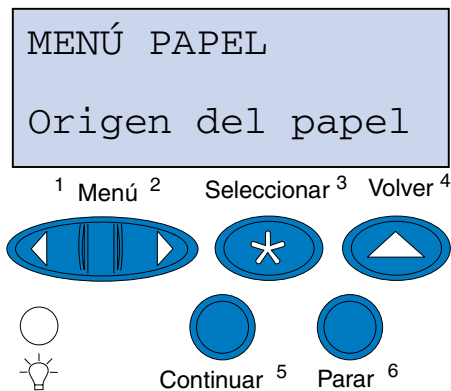 MENÚ PAPEL
Origen del papel
1 Menú 2 Seleccionar 3 Volver 4
Continuar 5 Parar 6